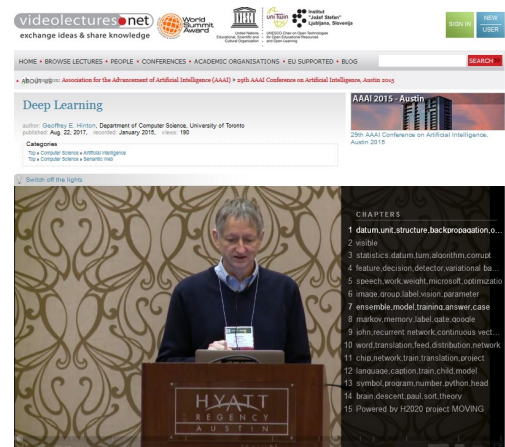 videolectures.net
exchange ideas & share knowledge
World
Summit
Award
United Nations
Educational, Scientific and
Cultural Organization
uni Twin
UNESCO Chair on Open Technologies
for Open Educational Resources
and Open Learning
Institut
"Jožef Stefan"
Ljubljana, Slovenija
SIGN IN
NEW
USER
HOME • BROWSE LECTURES • PEOPLE • CONFERENCES • ACADEMIC ORGANISATIONS • EU SUPPORTED • BLOG
SEARCH
• ABOUT US
Association for the Advancement of Artificial Intelligence (AAAI) > 29th AAAI Conference on Artificial Intelligence, Austin 2015
Deep Learning
author: Geoffrey E. Hinton, Department of Computer Science, University of Toronto
published: Aug. 22, 2017, recorded: January 2015, views: 190
Categories
Top » Computer Science » Artificial Intelligence
Top » Computer Science » Semantic Web
AAAI 2015 - Austin
29th AAAI Conference on Artificial Intelligence,
Austin 2015
Switch off the lights
CHAPTERS
1 datum,unit,structure,backpropagation,o...
2 visible
3 statistics,datum,turn,algorithm,corrupt
4 feature,decision,detector,variational ba...
5 speech,work,weight,microsoft,optimizatio
6 image,group,label,vision,parameter
7 ensemble,model,training,answer,case
8 markov,memory,label,gate,google
9 john,recurrent network,continuous vect...
10 word,translation,feed,distribution,network
11 chip,network,train,translation,project
12 language,caption,train,child,model
13 symbol,program,number,python,head
14 brain,descent,paul,sort,theory
15 Powered by H2020 project MOVING
HYATT
REGENCY
AUSTIN